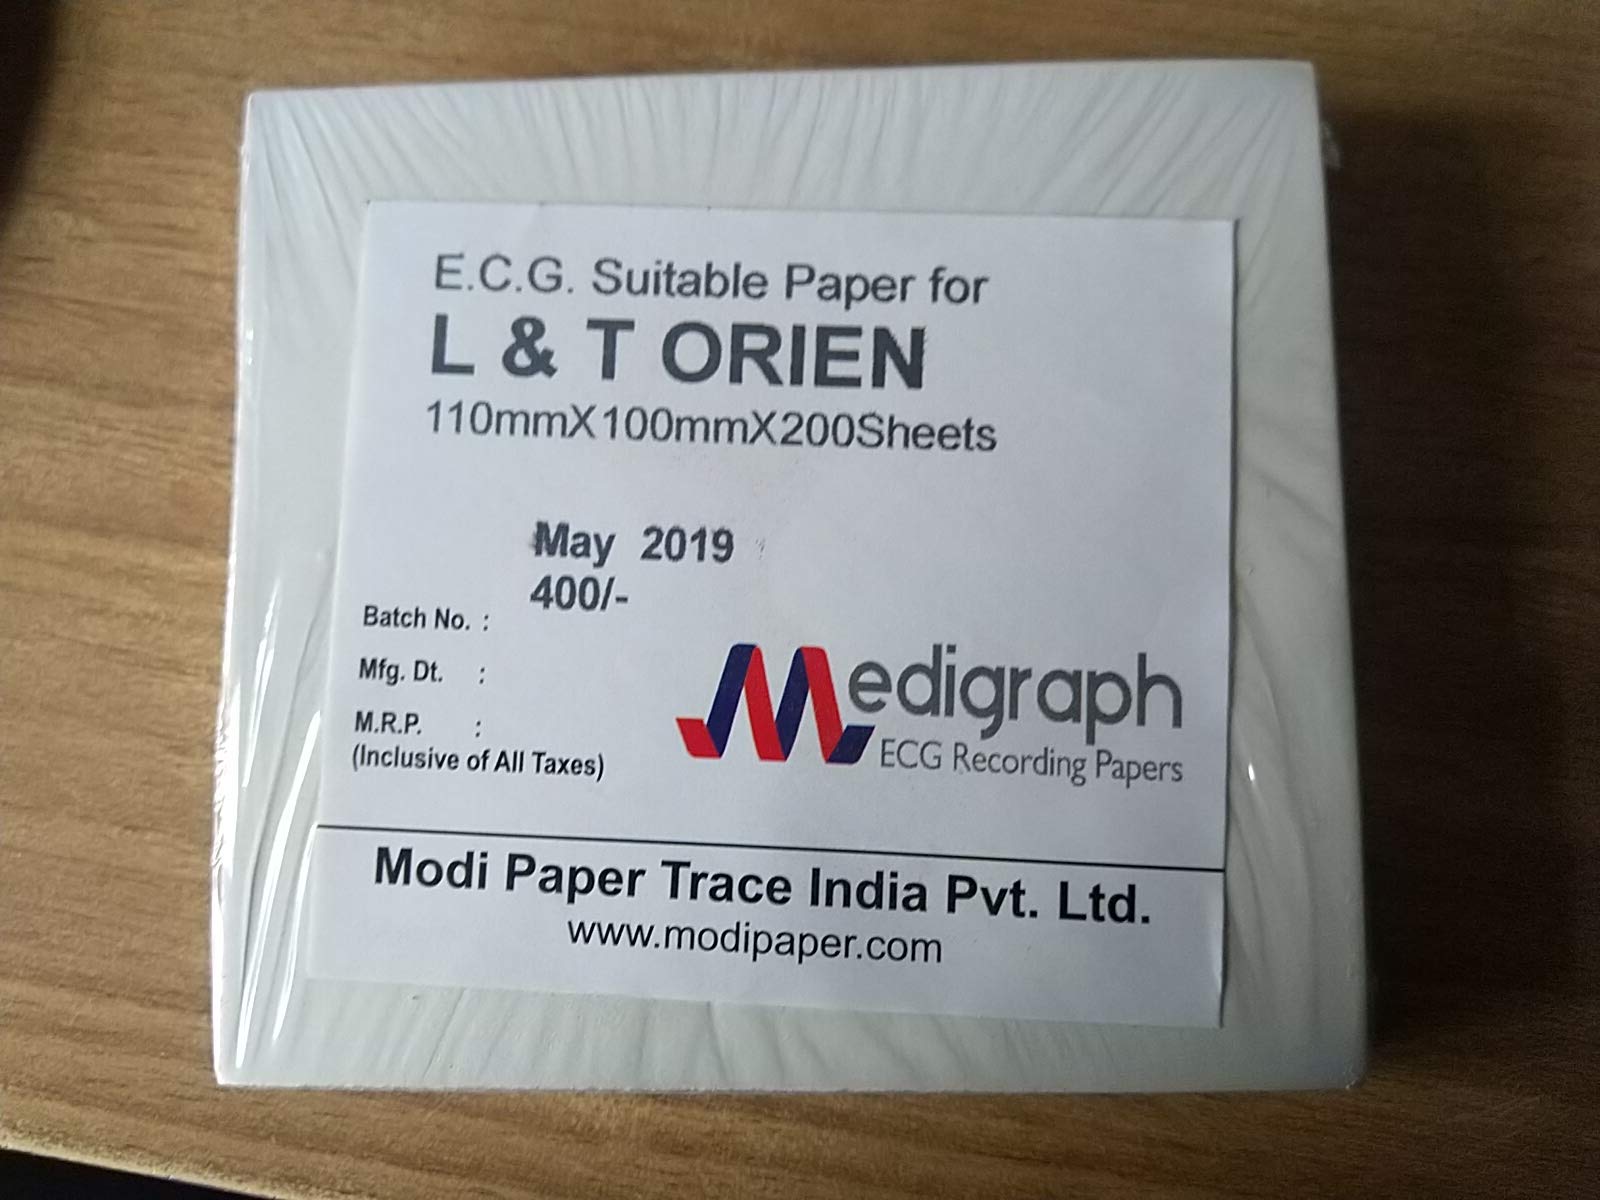 E.C.G. Suitable Paper for
L & T ORIEN
110mmX100mmX200Sheets
May 2019
400/-
Batch No. :
Mfg. Dt. :
M.R.P. :
(Inclusive of All Taxes)
Medigraph
ECG Recording Papers
Modi Paper Trace India Pvt. Ltd.
www.modipaper.com